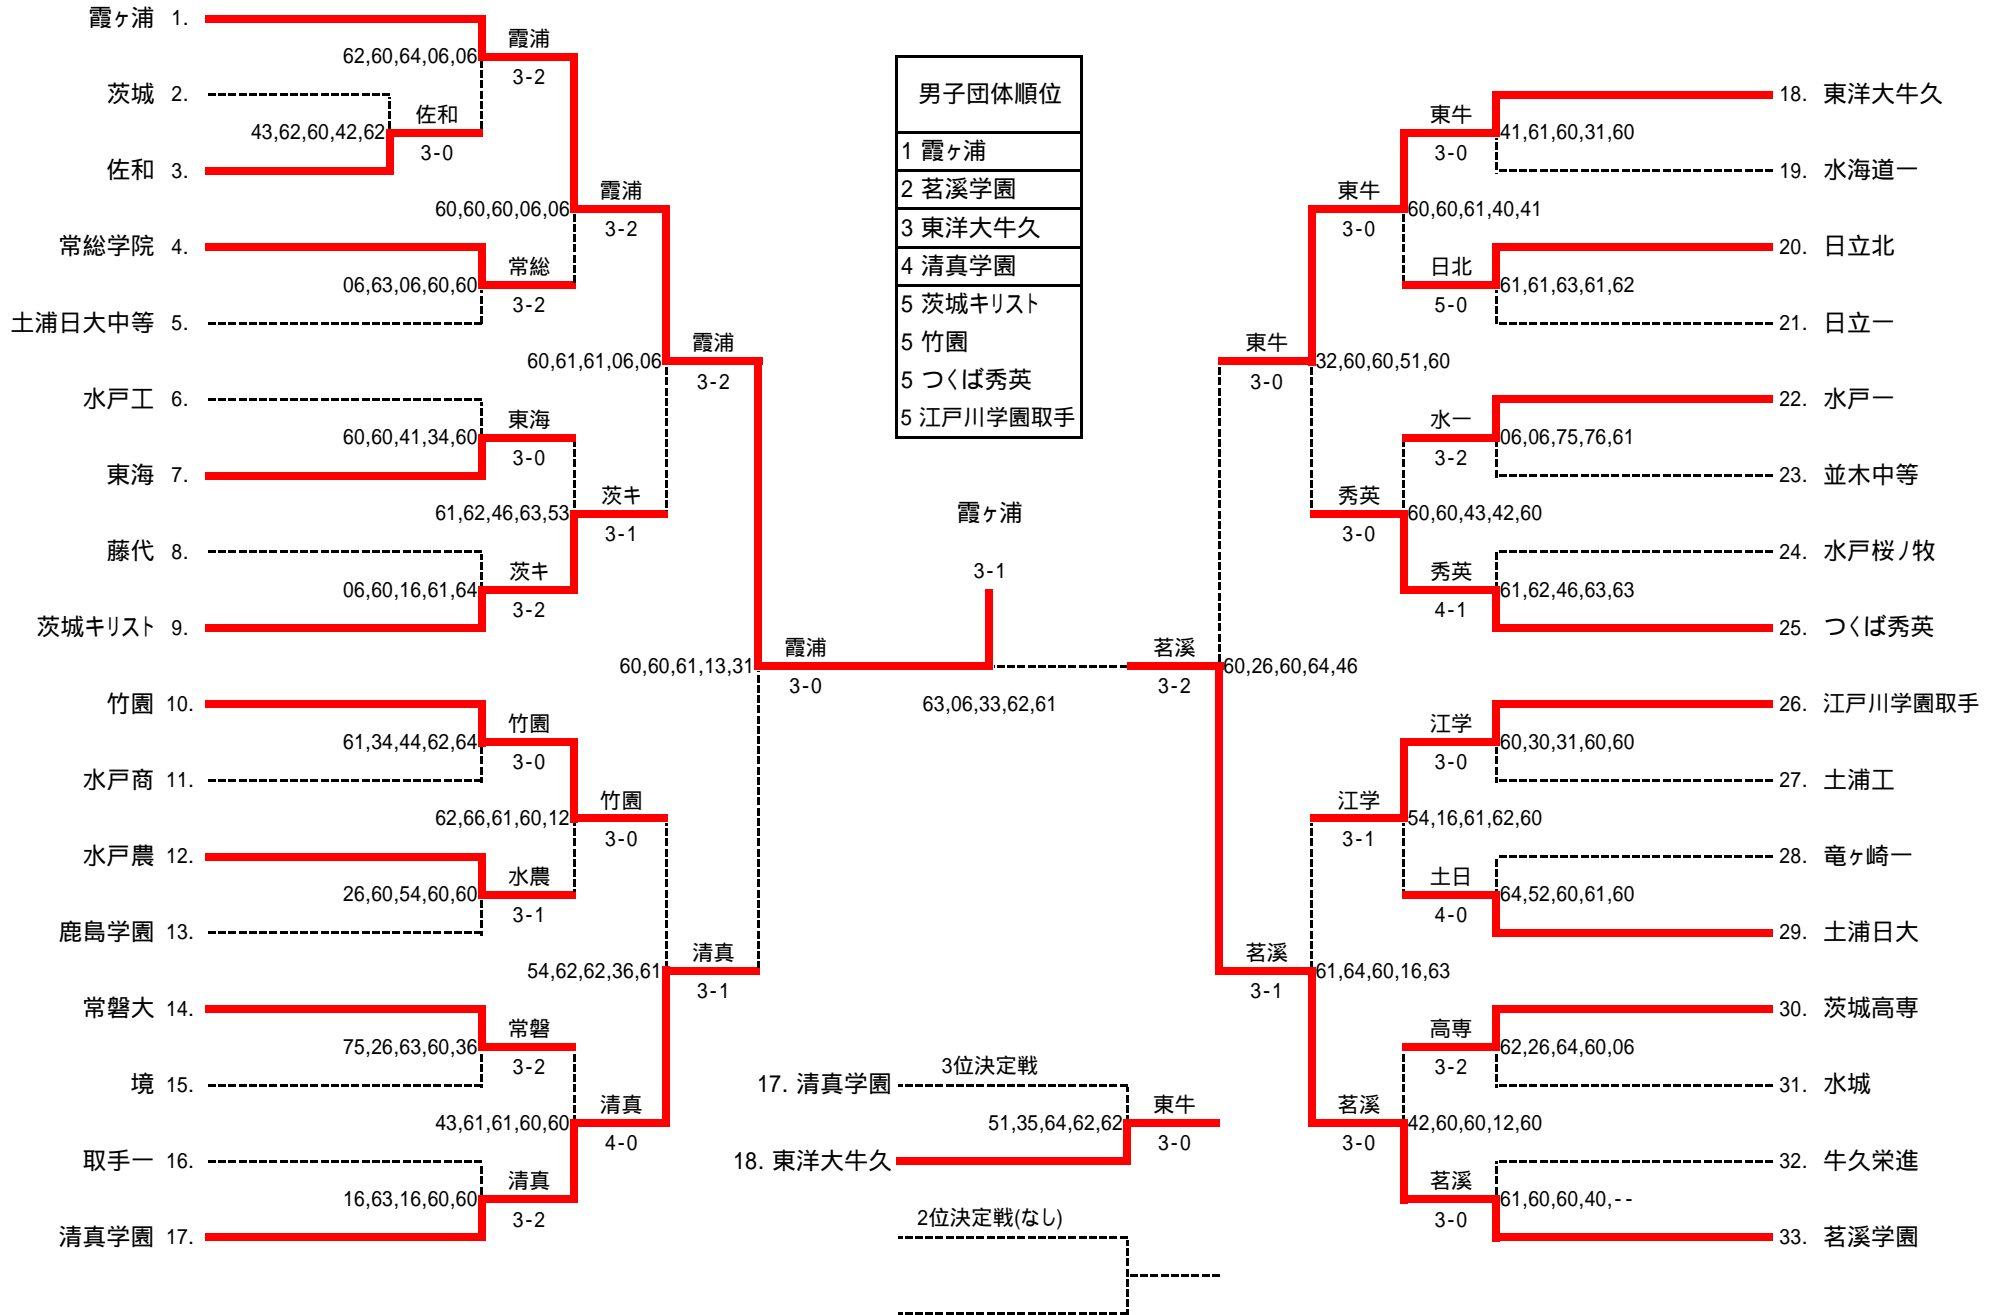 霞ヶ浦 1.
62,60,64,06,06
霞浦
3-2
茨城 2.
43,62,60,42,62
佐和
3-0
佐和 3.
60,60,60,06,06
霞浦
3-2
常総学院 4.
06,63,06,60,60
常総
3-2
土浦日大中等 5.
60,61,61,06,06
霞浦
3-2
水戸工 6.
60,60,41,34,60
東海
3-0
東海 7.
61,62,46,63,53
茨キ
3-1
藤代 8.
06,60,16,61,64
茨キ
3-2
茨城キリスト 9.
60,60,61,13,31
霞浦
3-0
竹園 10.
61,34,44,62,64
竹園
3-0
水戸商 11.
62,66,61,60,12
竹園
3-0
水戸農 12.
26,60,54,60,60
水農
3-1
鹿島学園 13.
54,62,62,36,61
清真
3-1
常磐大 14.
75,26,63,60,36
常磐
3-2
境 15.
43,61,61,60,60
清真
4-0
取手一 16.
16,63,16,60,60
清真
3-2
清真学園 17.
男子団体順位
1 霞ヶ浦
2 茗溪学園
3 東洋大牛久
4 清真学園
5 茨城キリスト
5 竹園
5 つくば秀英
5 江戸川学園取手
霞ヶ浦
3-1
63,06,33,62,61
3位決定戦
17. 清真学園
51,35,64,62,62
東牛
3-0
18. 東洋大牛久
2位決定戦(なし)
18. 東洋大牛久
東牛
3-0
41,61,60,31,60
19. 水海道一
東牛
3-0
60,60,61,40,41
20. 日立北
日北
5-0
61,61,63,61,62
21. 日立一
東牛
3-0
32,60,60,51,60
22. 水戸一
水一
3-2
06,06,75,76,61
23. 並木中等
秀英
3-0
60,60,43,42,60
24. 水戸桜ノ牧
秀英
4-1
61,62,46,63,63
25. つくば秀英
茗溪
3-2
60,26,60,64,46
26. 江戸川学園取手
江学
3-0
60,30,31,60,60
27. 土浦工
江学
3-1
54,16,61,62,60
28. 竜ヶ崎一
土日
4-0
64,52,60,61,60
29. 土浦日大
茗溪
3-1
61,64,60,16,63
30. 茨城高専
高専
3-2
62,26,64,60,06
31. 水城
茗溪
3-0
42,60,60,12,60
32. 牛久栄進
茗溪
3-0
61,60,60,40,--
33. 茗溪学園